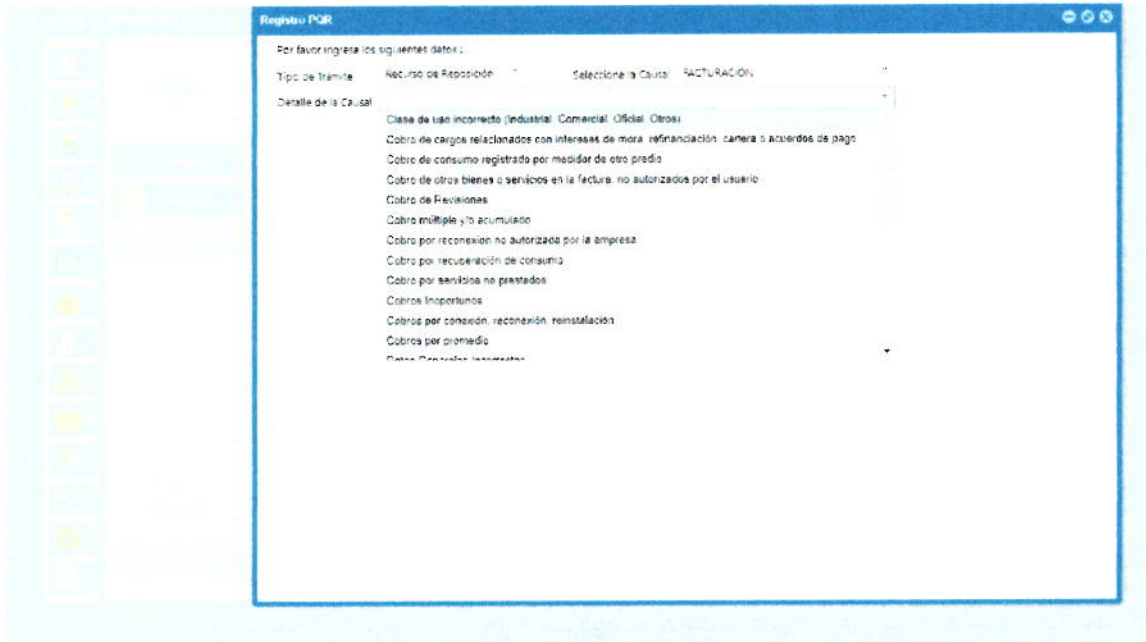 Registro PQR
Por favor ingrese los siguientes datos :
Tipo de Trámite Recurso de Reposición Seleccione la Causal FACTURACIÓN
Detalle de la Causal
Clase de uso incorrecto (Industrial, Comercial, Oficial, Otros)
Cobro de cargos relacionados con intereses de mora, refinanciación, cartera o acuerdos de pago
Cobro de consumo registrado por medidor de otro predio
Cobro de otros bienes o servicios en la factura, no autorizados por el usuario
Cobro de Revisiones
Cobro múltiple y/o acumulado
Cobro por reconexion no autorizada por la empresa
Cobro por recuperación de consumo
Cobro por servicios no prestados
Cobros Inoportunos
Cobros por conexión, reconexión, reinstalación
Cobros por promedio
Datos Generales Incorrectos